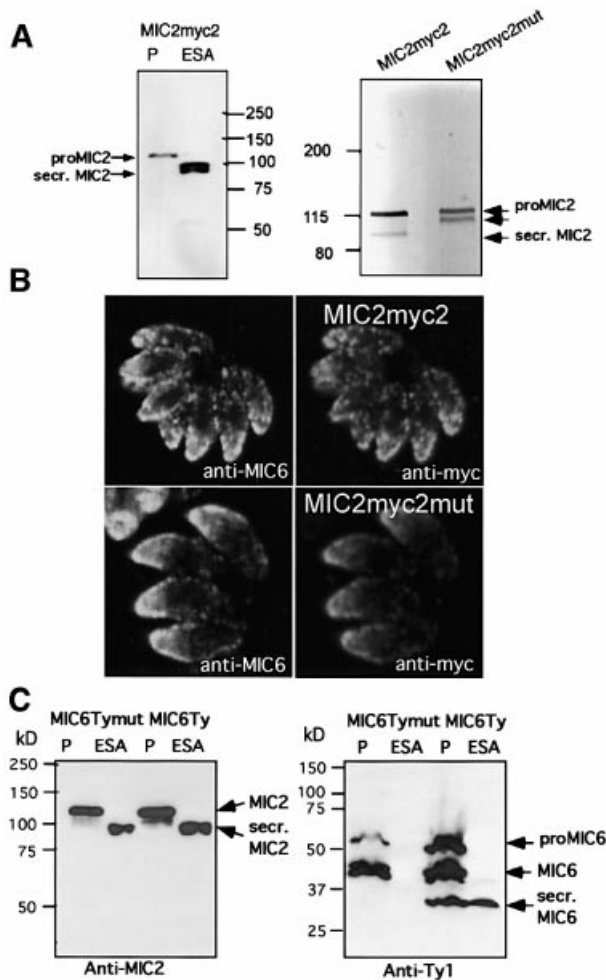 A
MIC2myc2
P ESA
250
150
100
75
50
proMIC2
secr. MIC2
MIC2myc2
MIC2myc2mut
200
115
80
proMIC2
secr. MIC2
B
anti-MIC6
MIC2myc2
anti-myc
anti-MIC6
MIC2myc2mut
anti-myc
C
MIC6Tymut MIC6Ty
kD P ESA P ESA
250
150
100
75
50
MIC2
secr.
MIC2
Anti-MIC2
MIC6Tymut MIC6Ty
kD P ESA P ESA
150
100
75
50
37
25
proMIC6
MIC6
secr.
MIC6
Anti-Ty1